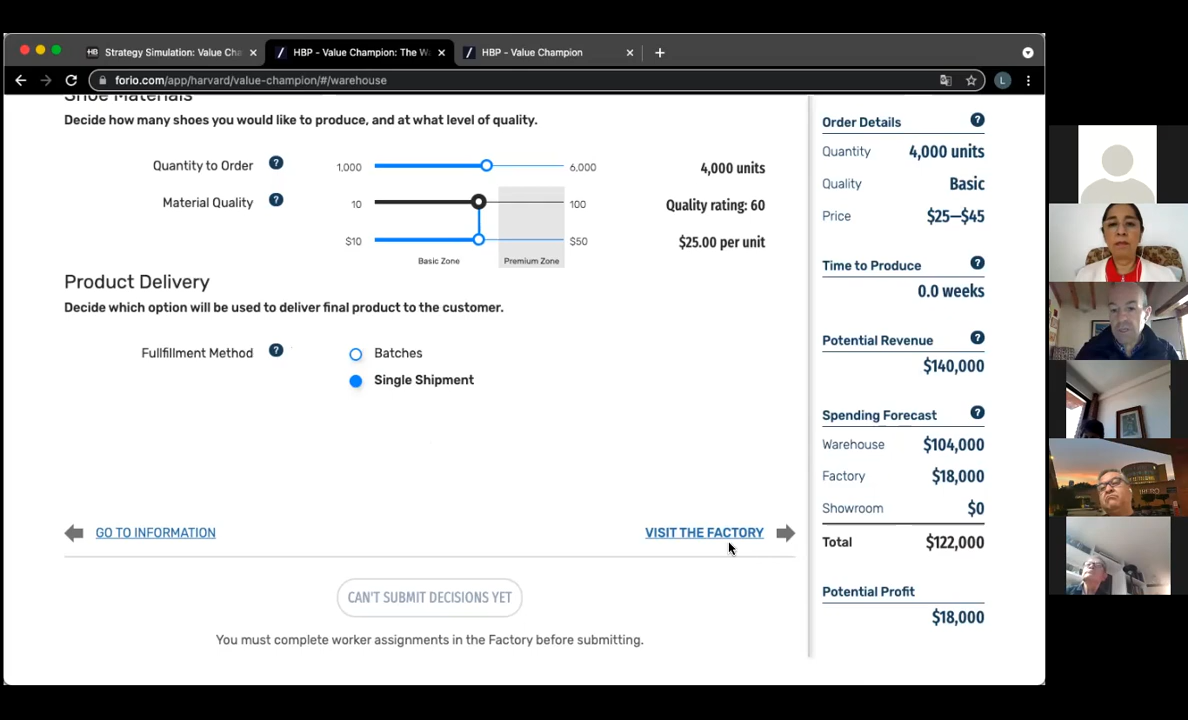 Strategy Simulation: Value Cha
HBP - Value Champion: The W
HBP - Value Champion
forio.com/app/harvard/value-champion/#/warehouse
L
Shoe Materials
Decide how many shoes you would like to produce, and at what level of quality.
Quantity to Order ? 1,000 6,000 4,000 units
Material Quality ? 10 100 Quality rating: 60
$10 $50 $25.00 per unit
Basic Zone Premium Zone
Product Delivery
Decide which option will be used to deliver final product to the customer.
Fullfillment Method ? Batches
Single Shipment
GO TO INFORMATION
VISIT THE FACTORY
CAN'T SUBMIT DECISIONS YET
You must complete worker assignments in the Factory before submitting.
Order Details ?
Quantity 4,000 units
Quality Basic
Price $25—$45
Time to Produce ?
0.0 weeks
Potential Revenue ?
$140,000
Spending Forecast ?
Warehouse $104,000
Factory $18,000
Showroom $0
Total $122,000
Potential Profit
$18,000